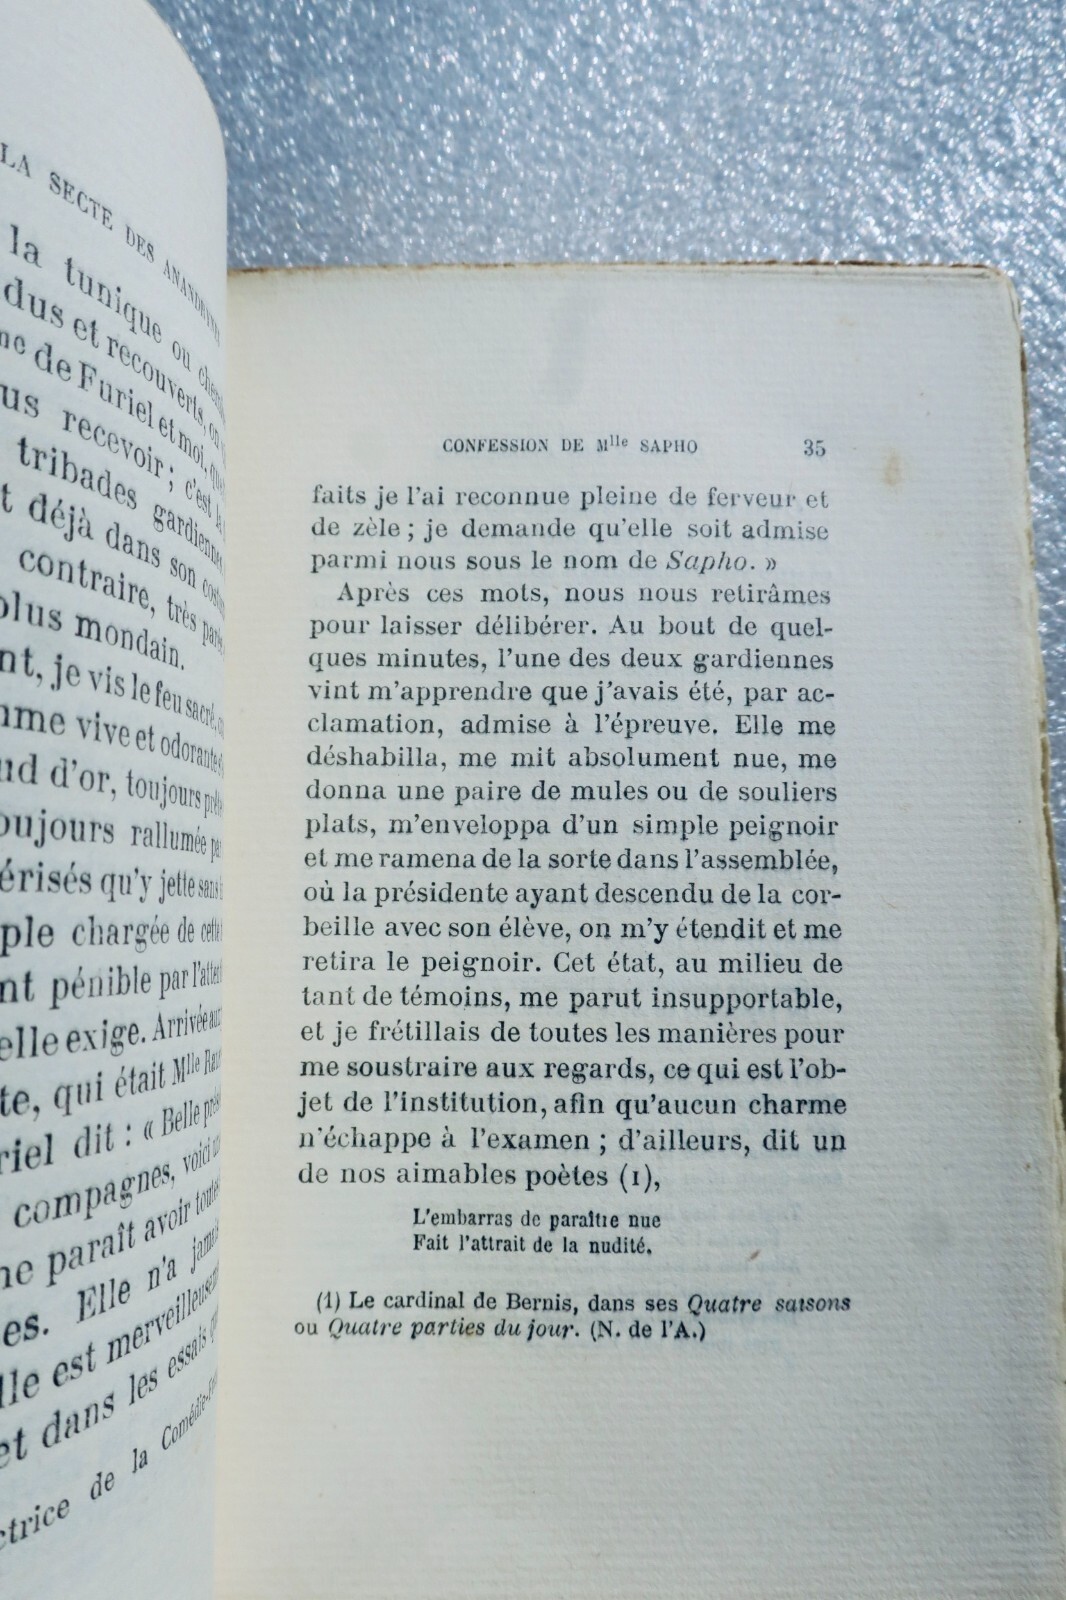 LA SECTE DES ANANDRYNES
la tunique ou
dus et recouverts,
de Furiel et moi,
recevoir ; c'est
tribades gardiennes
déjà dans son
contraire, très
plus mondain.
je vis le feu sacré,
vive et odorante
d'or, toujours
rallumée
qu'y jette sans
chargée de cette
pénible par
elle exige. Arrivée
qui était Mlle
dit : « Belle
compagnes, voici
paraît avoir toutes
Elle n'a jamais
est merveilleusement
et dans les essais
de la Comédie-
CONFESSION DE Mlle SAPHO 35
faits je l'ai reconnue pleine de ferveur et
de zèle ; je demande qu'elle soit admise
parmi nous sous le nom de Sapho. »
Après ces mots, nous nous retirâmes
pour laisser délibérer. Au bout de quel-
ques minutes, l'une des deux gardiennes
vint m'apprendre que j'avais été, par ac-
clamation, admise à l'épreuve. Elle me
déshabilla, me mit absolument nue, me
donna une paire de mules ou de souliers
plats, m'enveloppa d'un simple peignoir
et me ramena de la sorte dans l'assemblée,
où la présidente ayant descendu de la cor-
beille avec son élève, on m'y étendit et me
retira le peignoir. Cet état, au milieu de
tant de témoins, me parut insupportable,
et je frétillais de toutes les manières pour
me soustraire aux regards, ce qui est l'ob-
jet de l'institution, afin qu'aucun charme
n'échappe à l'examen ; d'ailleurs, dit un
de nos aimables poètes (1),
L'embarras de paraître nue
Fait l'attrait de la nudité.
(1) Le cardinal de Bernis, dans ses Quatre saisons
ou Quatre parties du jour. (N. de l'A.)